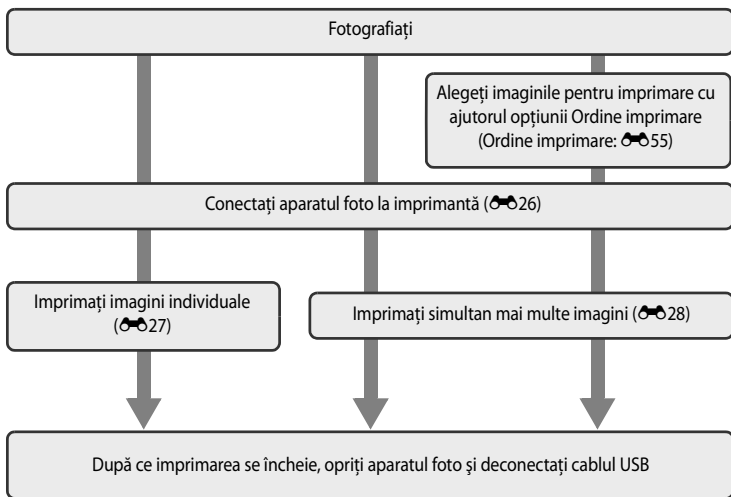 Fotografiați
Alegeți imaginile pentru imprimare cu
ajutorul opțiunii Ordine imprimare
(Ordine imprimare: 55)
Conectați aparatul foto la imprimantă (26)
Imprimați imagini individuale
(27)
Imprimați simultan mai multe imagini (28)
După ce imprimarea se încheie, opriți aparatul foto și deconectați cablul USB